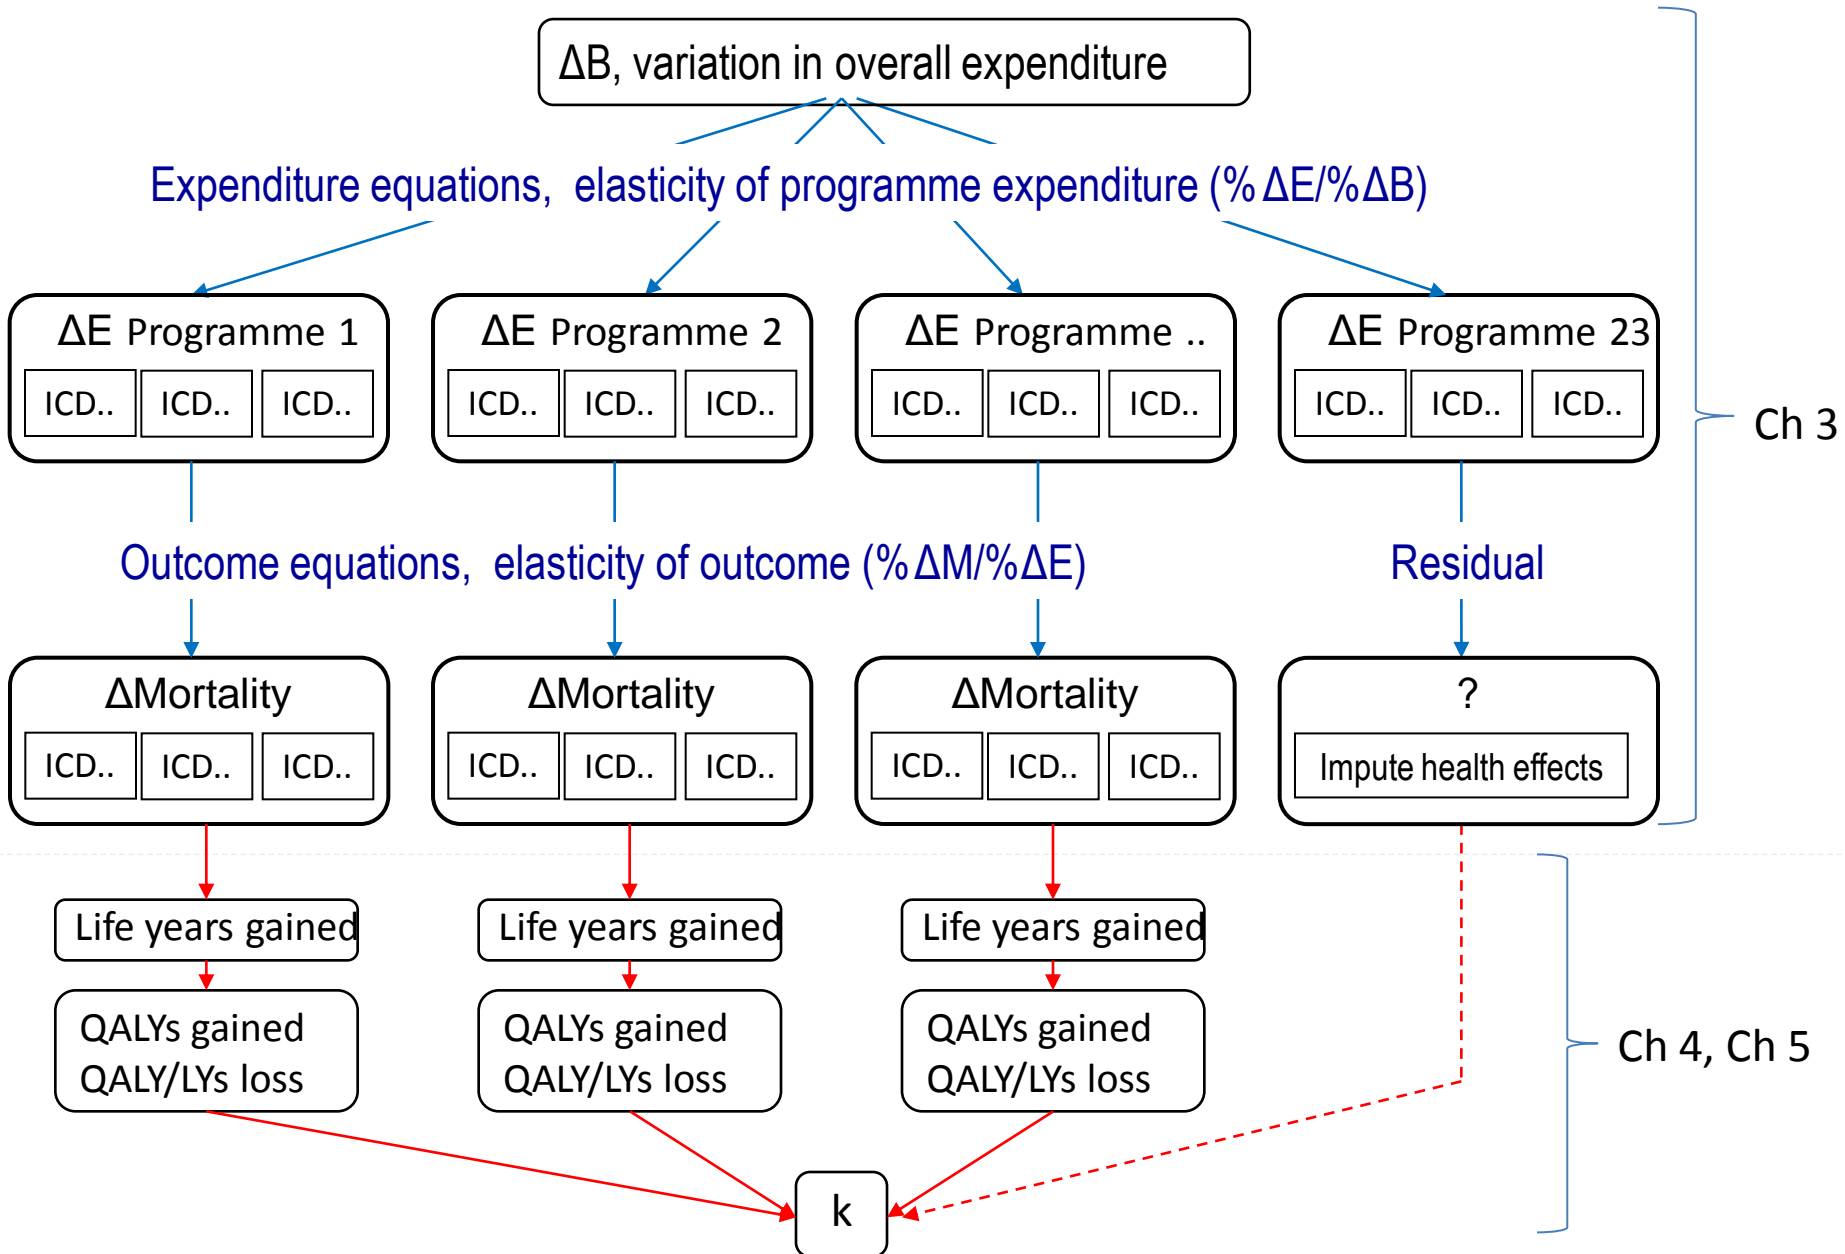 ΔB, variation in overall expenditure
Expenditure equations, elasticity of programme expenditure (%ΔE/%ΔB)
ΔE Programme 1
ICD.. ICD.. ICD..
ΔE Programme 2
ICD.. ICD.. ICD..
ΔE Programme ..
ICD.. ICD.. ICD..
ΔE Programme 23
ICD.. ICD.. ICD..
Ch 3
Outcome equations, elasticity of outcome (%ΔM/%ΔE)
Residual
ΔMortality
ICD.. ICD.. ICD..
ΔMortality
ICD.. ICD.. ICD..
ΔMortality
ICD.. ICD.. ICD..
?
Impute health effects
Life years gained
Life years gained
Life years gained
QALYs gained
QALY/LYs loss
QALYs gained
QALY/LYs loss
QALYs gained
QALY/LYs loss
Ch 4, Ch 5
k